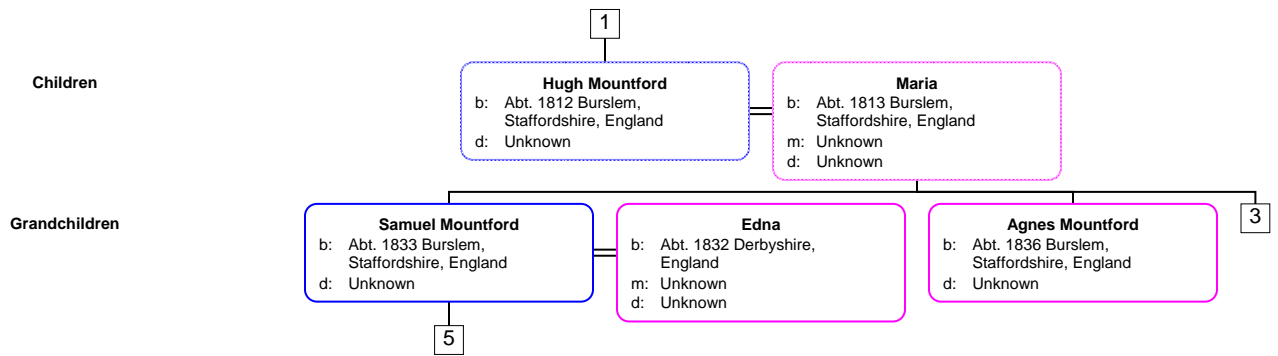 1
Children
Hugh Mountford
b: Abt. 1812 Burslem,
Staffordshire, England
d: Unknown
Maria
b: Abt. 1813 Burslem,
Staffordshire, England
m: Unknown
d: Unknown
Grandchildren
Samuel Mountford
b: Abt. 1833 Burslem,
Staffordshire, England
d: Unknown
Edna
b: Abt. 1832 Derbyshire,
England
m: Unknown
d: Unknown
Agnes Mountford
b: Abt. 1836 Burslem,
Staffordshire, England
d: Unknown
3
5